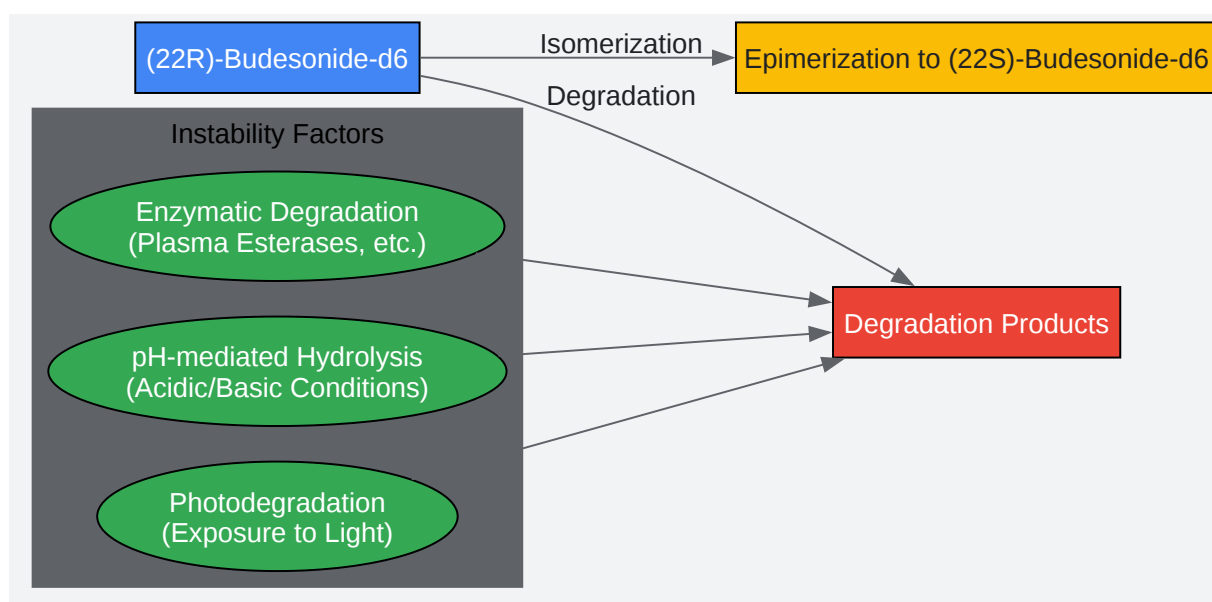 (22R)-Budesonide-d6
Isomerization
Epimerization to (22S)-Budesonide-d6
Degradation
Instability Factors
Enzymatic Degradation
(Plasma Esterases, etc.)
pH-mediated Hydrolysis
(Acidic/Basic Conditions)
Photodegradation
(Exposure to Light)
Degradation Products